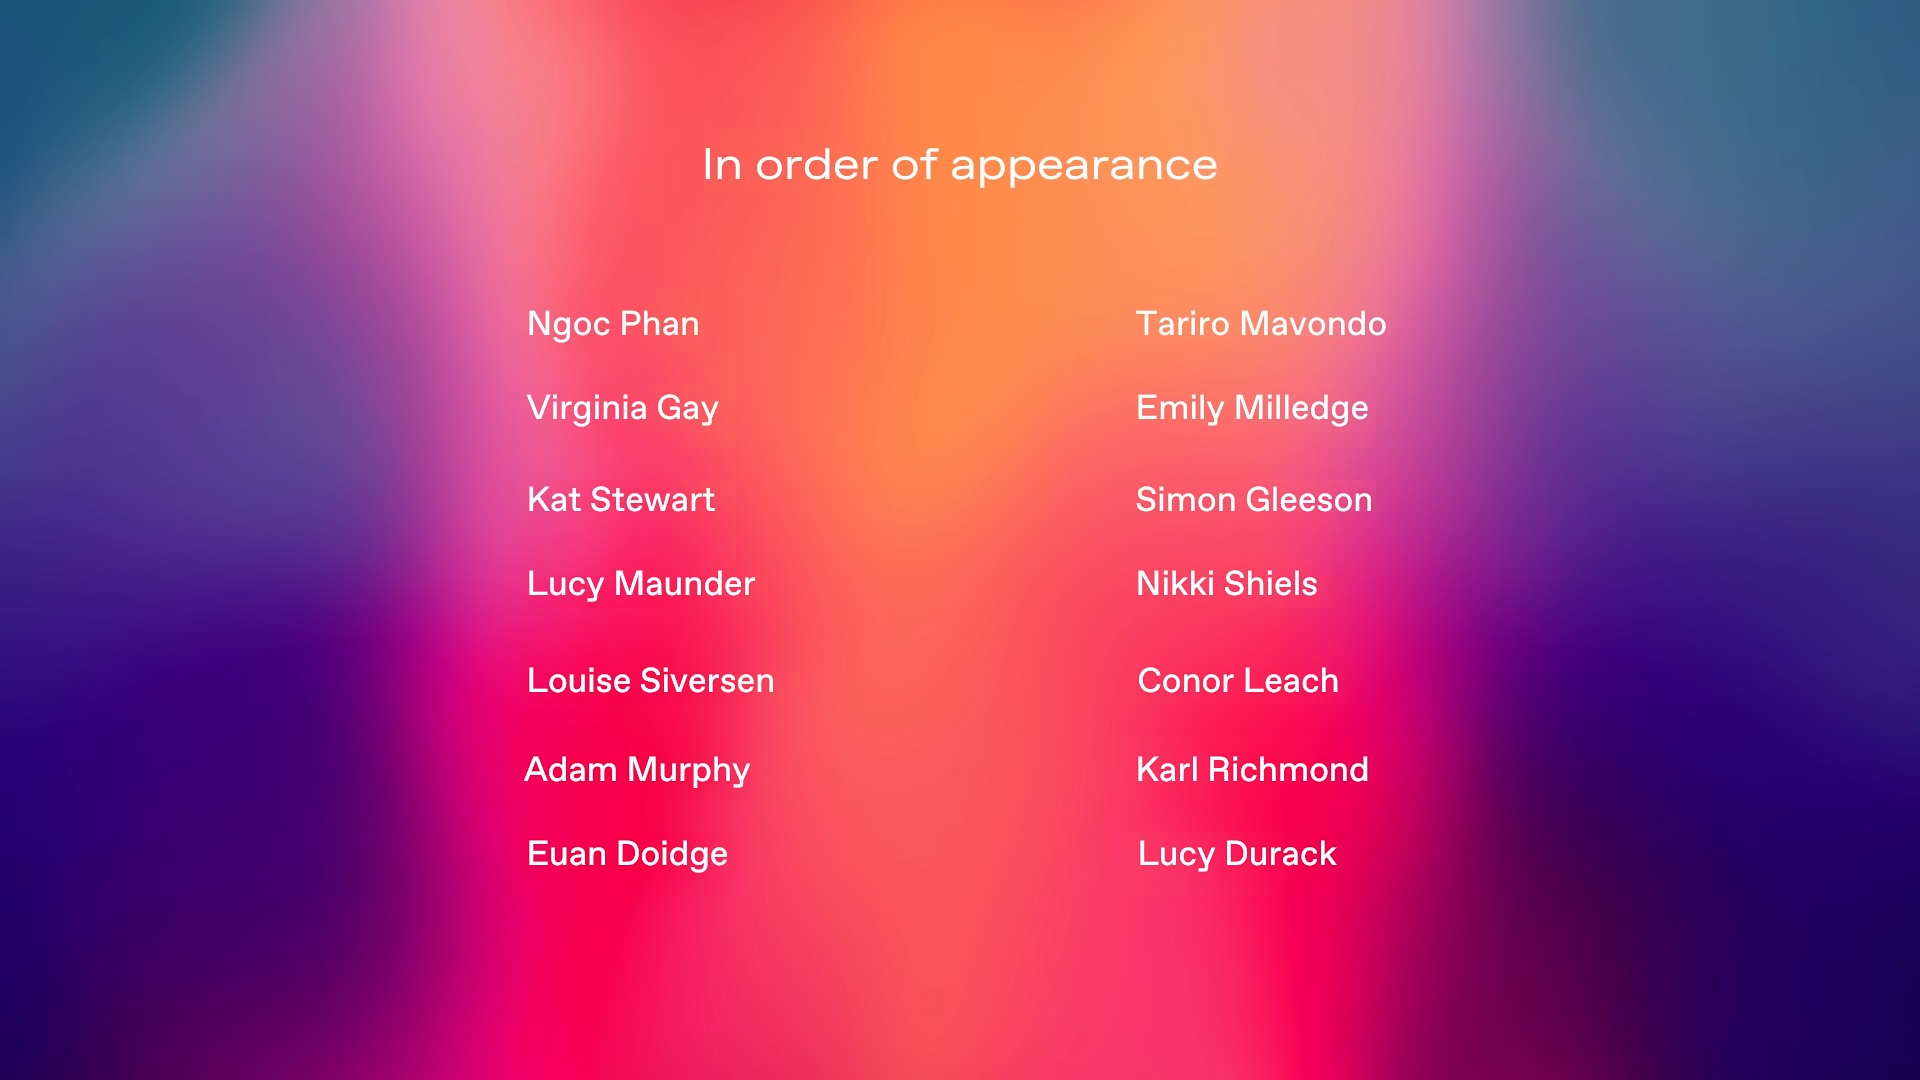 In order of appearance
Ngoc Phan
Virginia Gay
Kat Stewart
Lucy Maunder
Louise Siversen
Adam Murphy
Euan Doidge
Tariro Mavondo
Emily Milledge
Simon Gleeson
Nikki Shiels
Conor Leach
Karl Richmond
Lucy Durack